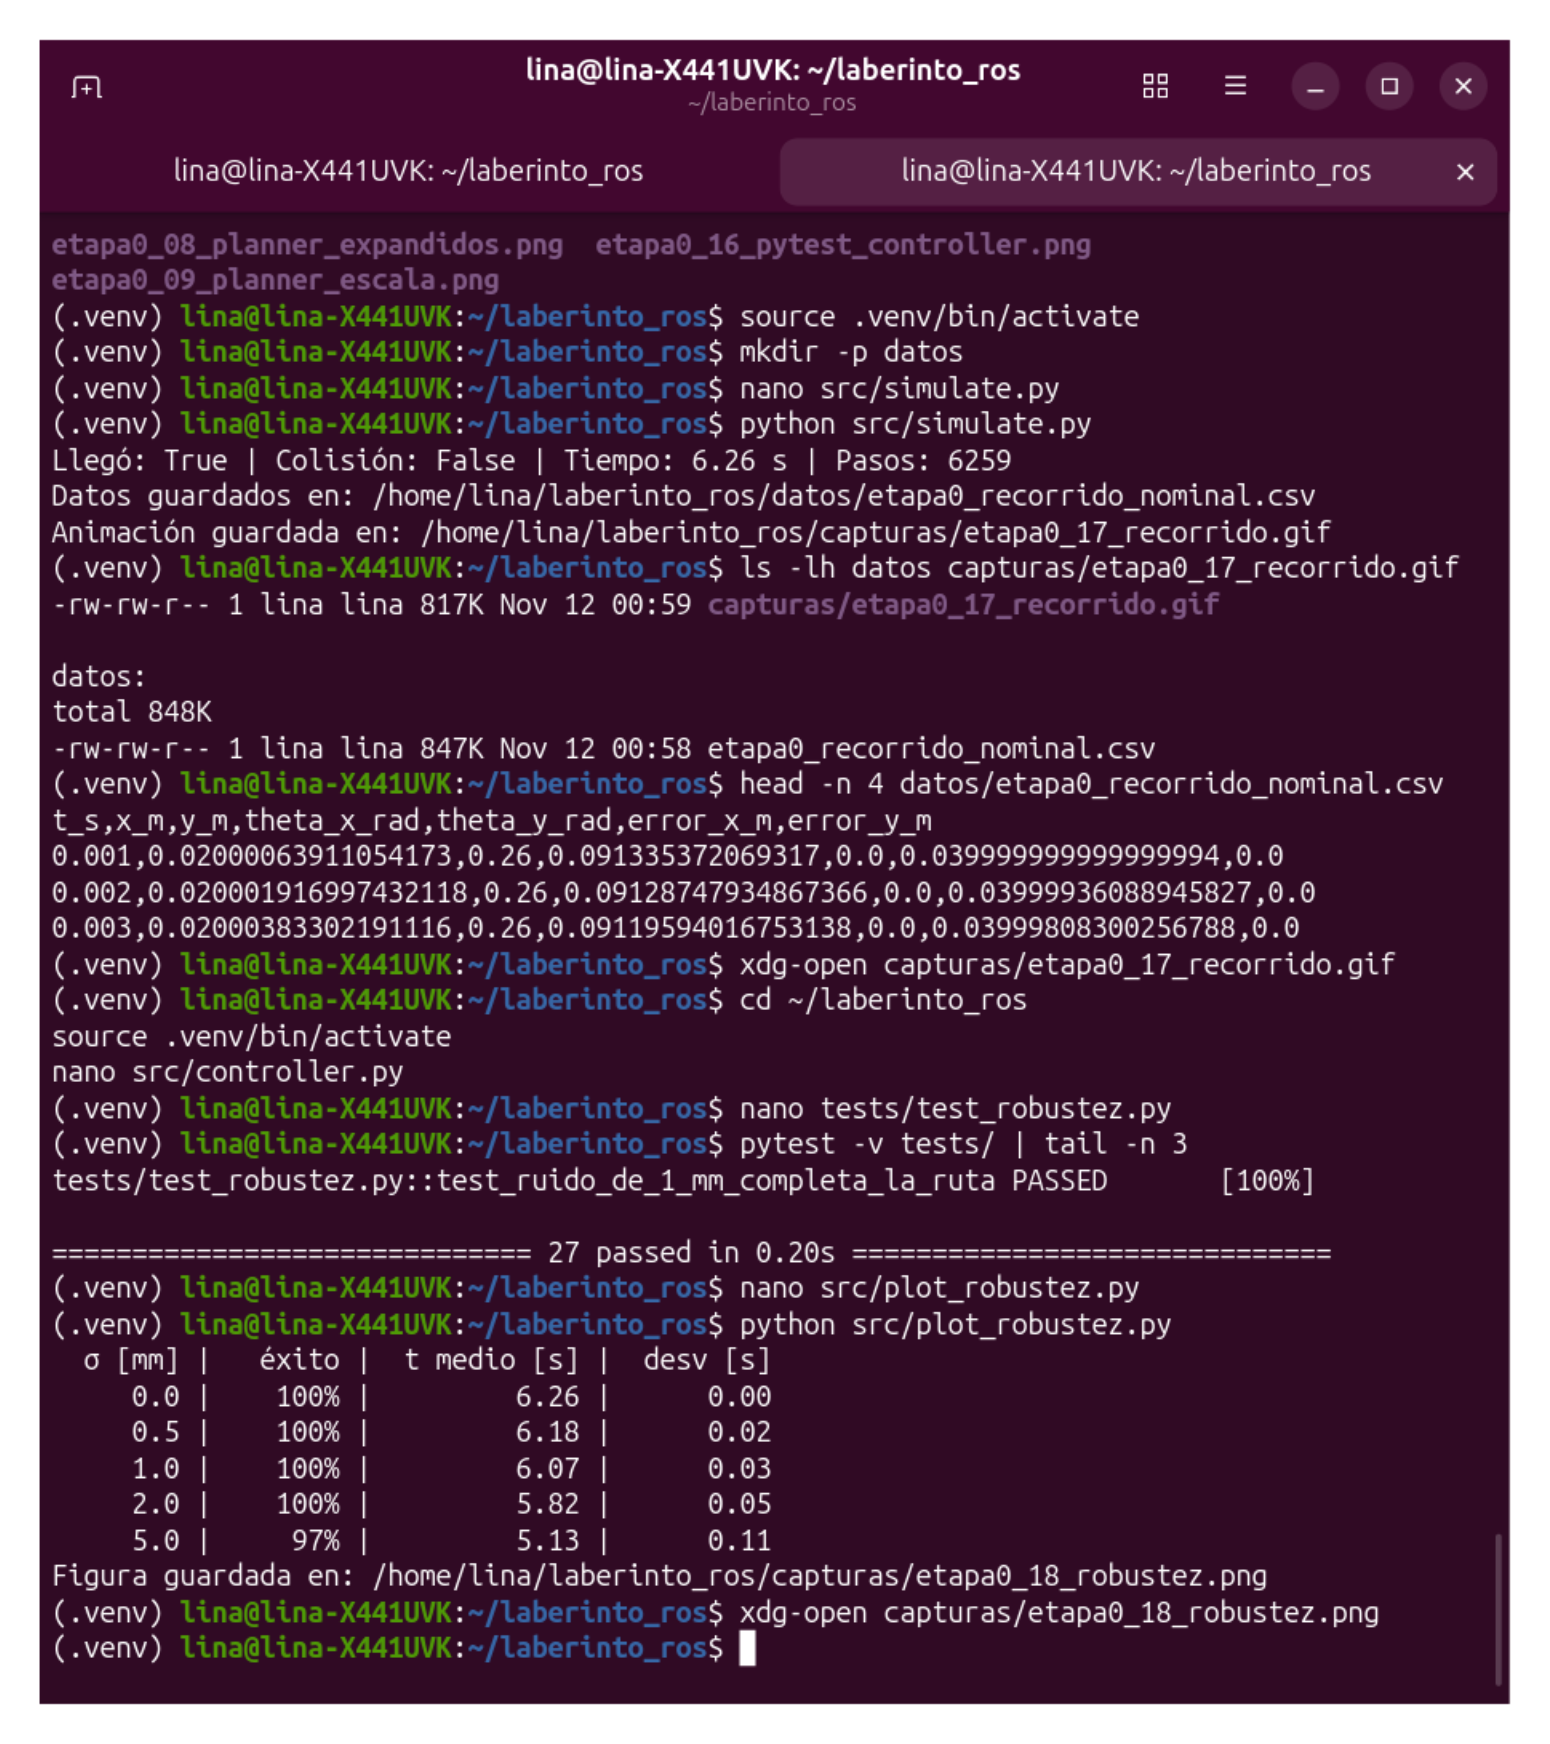 lina@lina-X441UVK: ~/laberinto_ros
~/laberinto_ros
lina@lina-X441UVK: ~/laberinto_ros
lina@lina-X441UVK: ~/laberinto_ros
etapa0_08_planner_expandidos.png  etapa0_16_pytest_controller.png
etapa0_09_planner_escala.png
(.venv) lina@lina-X441UVK:~/laberinto_ros$ source .venv/bin/activate
(.venv) lina@lina-X441UVK:~/laberinto_ros$ mkdir -p datos
(.venv) lina@lina-X441UVK:~/laberinto_ros$ nano src/simulate.py
(.venv) lina@lina-X441UVK:~/laberinto_ros$ python src/simulate.py
Llegó: True | Colisión: False | Tiempo: 6.26 s | Pasos: 6259
Datos guardados en: /home/lina/laberinto_ros/datos/etapa0_recorrido_nominal.csv
Animación guardada en: /home/lina/laberinto_ros/capturas/etapa0_17_recorrido.gif
(.venv) lina@lina-X441UVK:~/laberinto_ros$ ls -lh datos capturas/etapa0_17_recorrido.gif
-rw-rw-r-- 1 lina lina 817K Nov 12 00:59 capturas/etapa0_17_recorrido.gif
datos:
total 848K
-rw-rw-r-- 1 lina lina 847K Nov 12 00:58 etapa0_recorrido_nominal.csv
(.venv) lina@lina-X441UVK:~/laberinto_ros$ head -n 4 datos/etapa0_recorrido_nominal.csv
t_s,x_m,y_m,theta_x_rad,theta_y_rad,error_x_m,error_y_m
0.001,0.02000063911054173,0.26,0.091335372069317,0.0,0.039999999999999994,0.0
0.002,0.020001916997432118,0.26,0.09128747934867366,0.0,0.03999936088945827,0.0
0.003,0.02000383302191116,0.26,0.09119594016753138,0.0,0.03999808300256788,0.0
(.venv) lina@lina-X441UVK:~/laberinto_ros$ xdg-open capturas/etapa0_17_recorrido.gif
(.venv) lina@lina-X441UVK:~/laberinto_ros$ cd ~/laberinto_ros
source .venv/bin/activate
nano src/controller.py
(.venv) lina@lina-X441UVK:~/laberinto_ros$ nano tests/test_robustez.py
(.venv) lina@lina-X441UVK:~/laberinto_ros$ pytest -v tests/ | tail -n 3
tests/test_robustez.py::test_ruido_de_1_mm_completa_la_ruta PASSED       [100%]
============================== 27 passed in 0.20s ==============================
(.venv) lina@lina-X441UVK:~/laberinto_ros$ nano src/plot_robustez.py
(.venv) lina@lina-X441UVK:~/laberinto_ros$ python src/plot_robustez.py
  σ [mm] |   éxito |  t medio [s] |  desv [s]
     0.0 |    100% |         6.26 |      0.00
     0.5 |    100% |         6.18 |      0.02
     1.0 |    100% |         6.07 |      0.03
     2.0 |    100% |         5.82 |      0.05
     5.0 |     97% |         5.13 |      0.11
Figura guardada en: /home/lina/laberinto_ros/capturas/etapa0_18_robustez.png
(.venv) lina@lina-X441UVK:~/laberinto_ros$ xdg-open capturas/etapa0_18_robustez.png
(.venv) lina@lina-X441UVK:~/laberinto_ros$